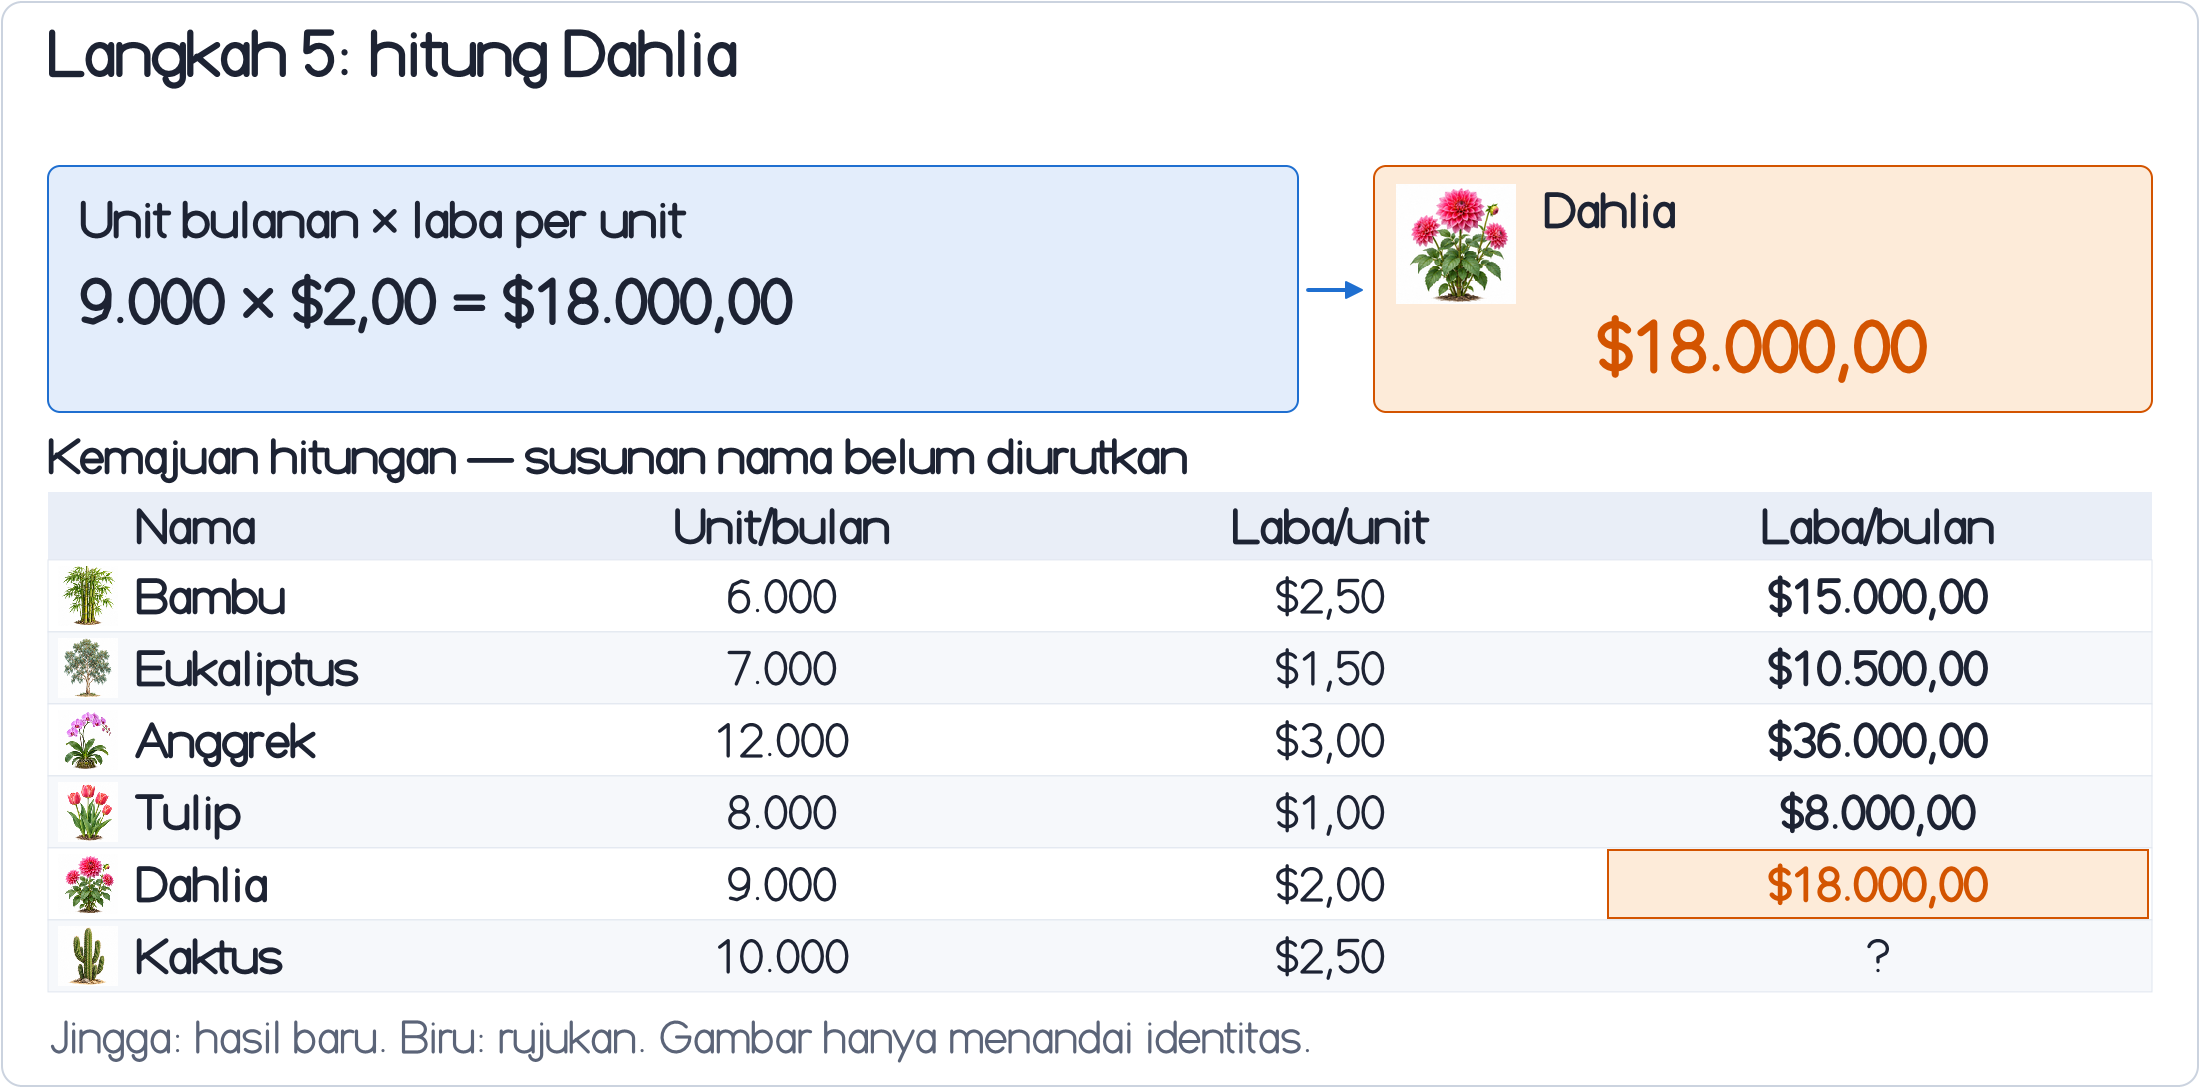 Langkah 5: hitung Dahlia
Unit bulanan × laba per unit
9.000 × $2,00 = $18.000,00
Dahlia
$18.000,00
Kemajuan hitungan — susunan nama belum diurutkan
Nama Unit/bulan Laba/unit Laba/bulan
Bambu 6.000 $2,50 $15.000,00
Eukaliptus 7.000 $1,50 $10.500,00
Anggrek 12.000 $3,00 $36.000,00
Tulip 8.000 $1,00 $8.000,00
Dahlia 9.000 $2,00 $18.000,00
Kaktus 10.000 $2,50 ?
Jingga: hasil baru. Biru: rujukan. Gambar hanya menandai identitas.